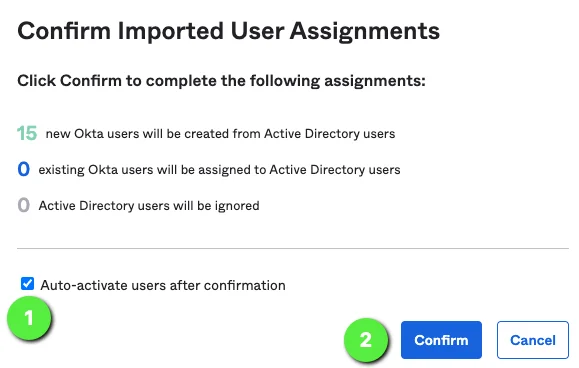 Confirm Imported User Assignments
Click Confirm to complete the following assignments:
15 new Okta users will be created from Active Directory users
0 existing Okta users will be assigned to Active Directory users
0 Active Directory users will be ignored
Auto-activate users after confirmation
1
2 Confirm Cancel